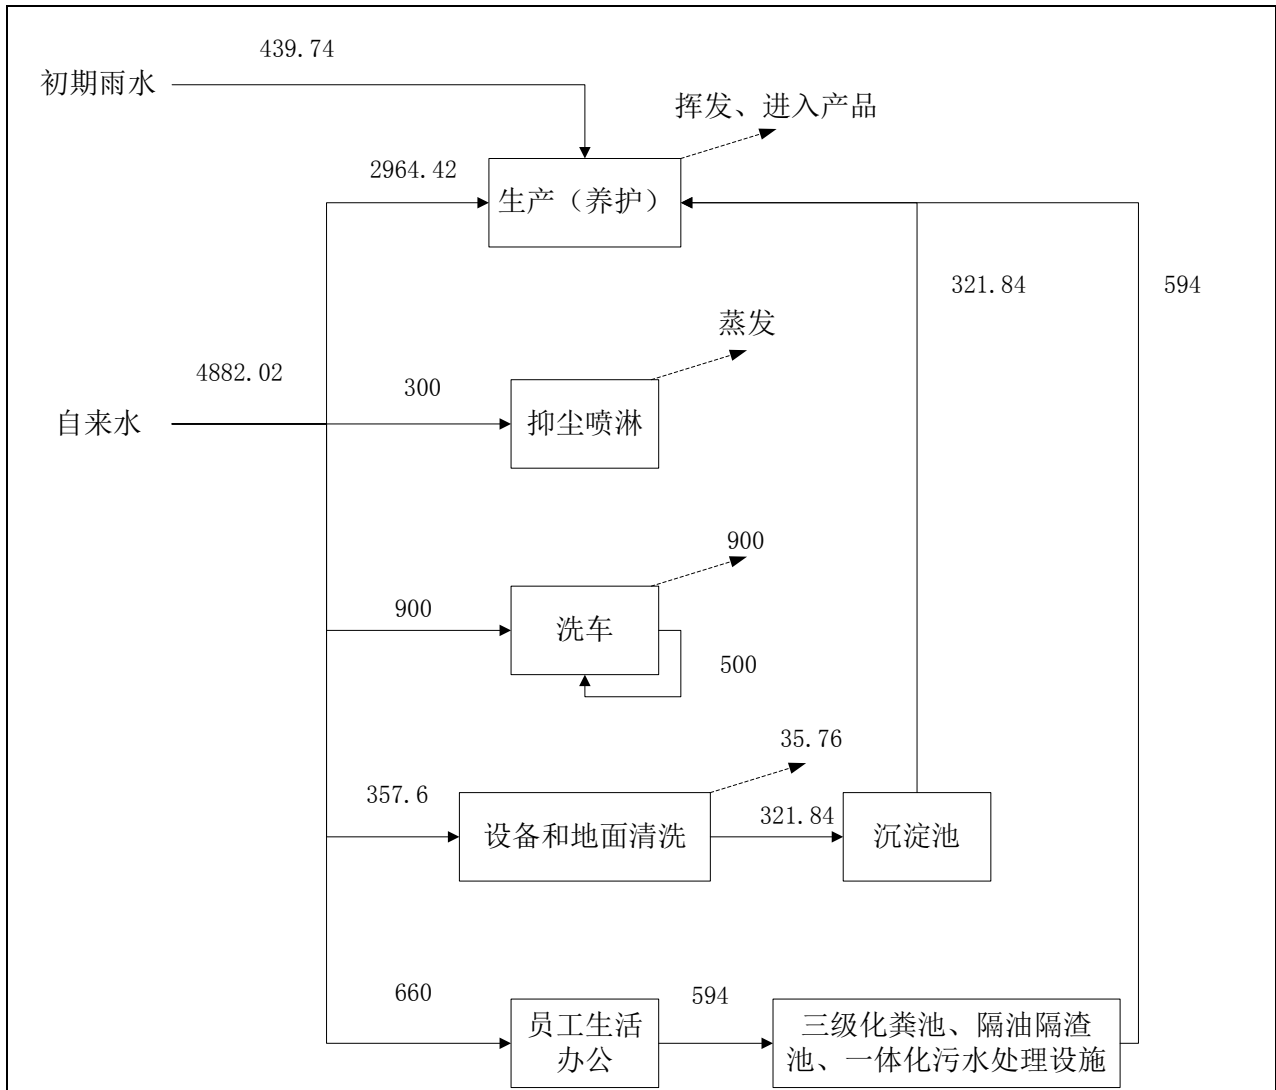 439.74
初期雨水
挥发、进入产品
2964.42
生产（养护）
321.84
594
蒸发
4882.02
300
自来水
抑尘喷淋
900
900
洗车
500
35.76
357.6
321.84
设备和地面清洗
沉淀池
660
594
员工生活
办公
三级化粪池、隔油隔渣
池、一体化污水处理设施